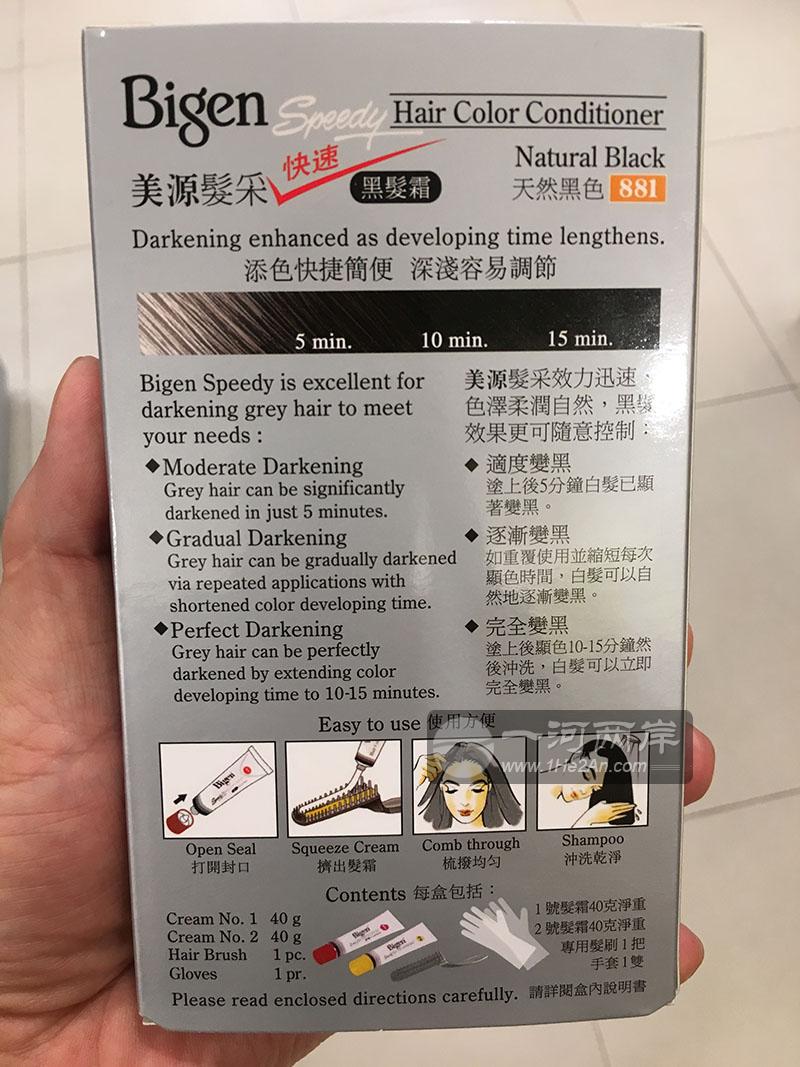 Bigen Speedy Hair Color Conditioner
美源髮采 快速 黑髮霜
Natural Black
天然黑色 881
Darkening enhanced as developing time lengthens.
添色快捷簡便 深淺容易調節
5 min. 10 min. 15 min.
Bigen Speedy is excellent for
darkening grey hair to meet
your needs :
◆Moderate Darkening
Grey hair can be significantly
darkened in just 5 minutes.
◆Gradual Darkening
Grey hair can be gradually darkened
via repeated applications with
shortened color developing time.
◆Perfect Darkening
Grey hair can be perfectly
darkened by extending color
developing time to 10-15 minutes.
美源髮采效力迅速、
色澤柔潤自然，黑髮
效果更可隨意控制：
◆ 適度變黑
塗上後5分鐘白髮已顯
著變黑。
◆ 逐漸變黑
如重覆使用並縮短每次
顯色時間，白髮可以自
然地逐漸變黑。
◆ 完全變黑
塗上後顯色10-15分鐘然
後沖洗，白髮可以立即
完全變黑。
Easy to use 使用方便
一河两岸
www.1He2An.com
Bigen
Open Seal
打開封口
Squeeze Cream
擠出髮霜
Comb through
梳撥均勻
Shampoo
沖洗乾淨
Contents 每盒包括：
Cream No. 1 40 g
Cream No. 2 40 g
Hair Brush 1 pc.
Gloves 1 pr.
Bigen
Bigen
1 號髮霜40克淨重
2 號髮霜40克淨重
專用髮刷 1 把
手套 1 雙
Please read enclosed directions carefully. 請詳閱盒內說明書